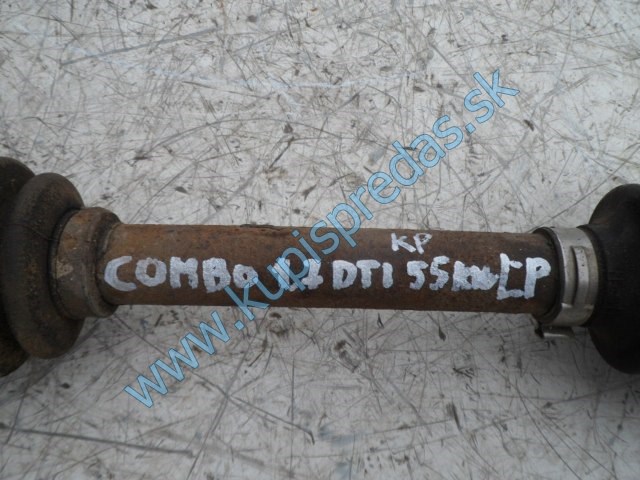 KP
COMBO 1.7 DTI 55KW ĽP
www.kupispredas.sk